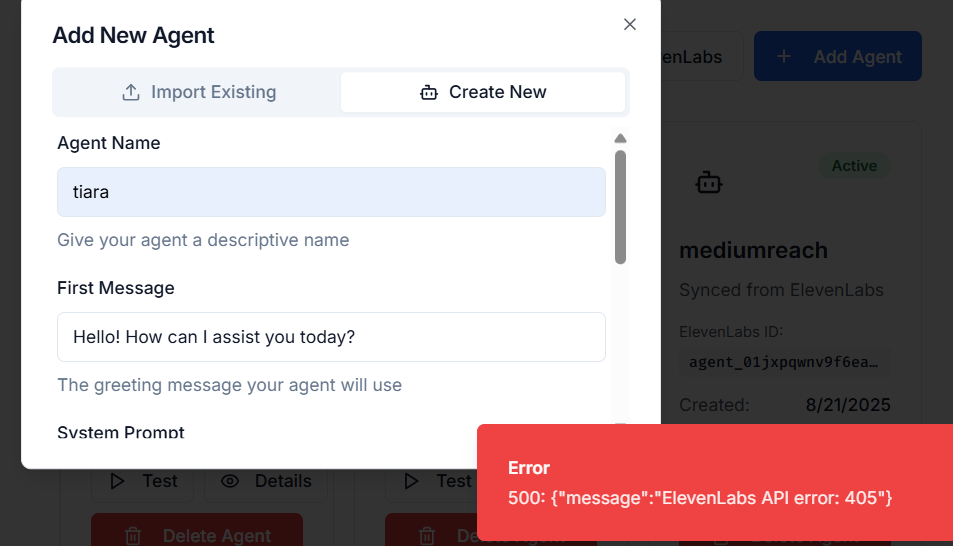 Add New Agent
Import Existing
Create New
Agent Name
tiara
Give your agent a descriptive name
First Message
Hello! How can I assist you today?
The greeting message your agent will use
System Prompt
enLabs
+ Add Agent
Active
mediumreach
Synced from ElevenLabs
ElevenLabs ID:
agent_01jxpqwnv9f6ea…
Created: 8/21/2025
Test
Details
Test
Delete Agent
Error
500: {"message":"ElevenLabs API error: 405"}